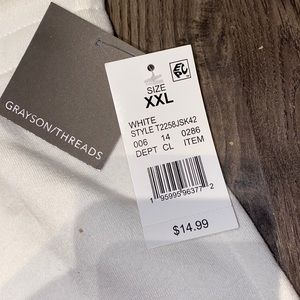 GRAYSON/THREADS
SIZE
XXL
WHITE
STYLE T2258JSK42
006 14 0286
DEPT CL ITEM
1 95995 96377 2
$14.99